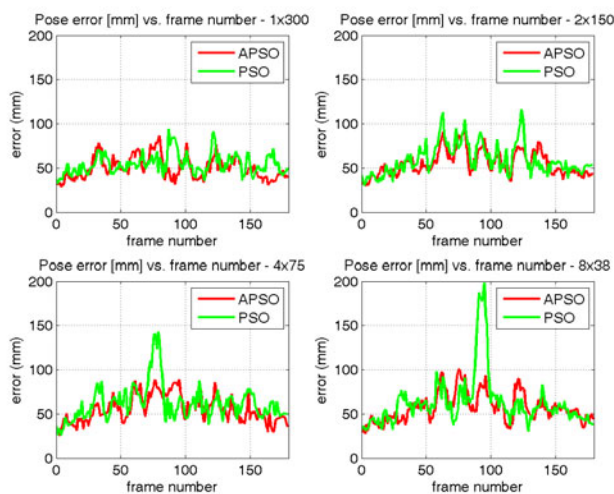 Pose error [mm] vs. frame number - 1x300
200
150
100
50
0
error (mm)
APSO
PSO
0 50 100 150
frame number
Pose error [mm] vs. frame number - 2x150
200
150
100
50
0
error (mm)
APSO
PSO
0 50 100 150
frame number
Pose error [mm] vs. frame number - 4x75
200
150
100
50
0
error (mm)
APSO
PSO
0 50 100 150
frame number
Pose error [mm] vs. frame number - 8x38
200
150
100
50
0
error (mm)
APSO
PSO
0 50 100 150
frame number